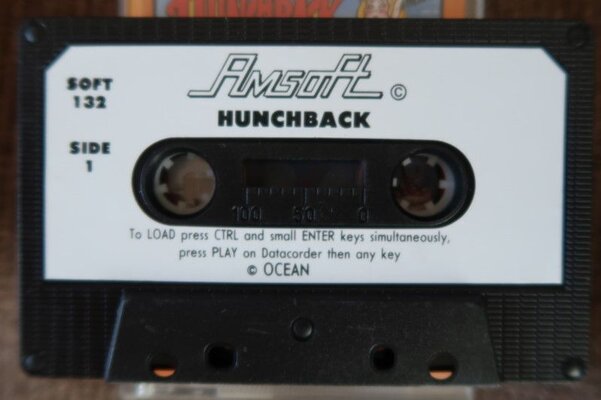 HUNCHBACK
Amsoft ©
HUNCHBACK
SOFT
132
SIDE
1
100 50 0
To LOAD press CTRL and small ENTER keys simultaneously,
press PLAY on Datacorder then any key
© OCEAN